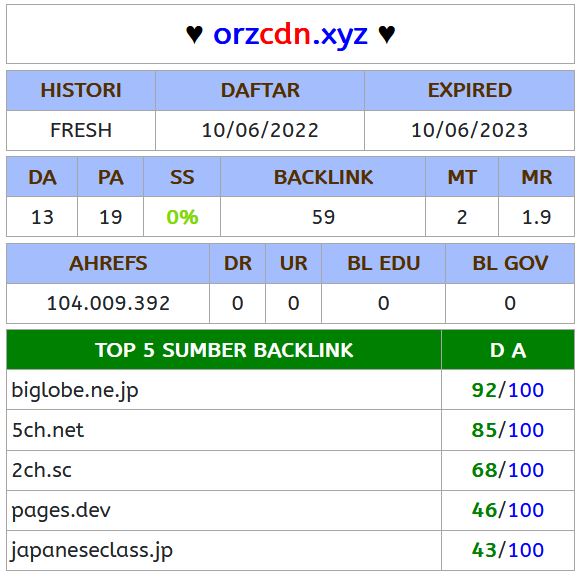 ♥ orzcdn.xyz ♥
HISTORI DAFTAR EXPIRED
FRESH 10/06/2022 10/06/2023
DA PA SS BACKLINK MT MR
13 19 0% 59 2 1.9
AHREFS DR UR BL EDU BL GOV
104.009.392 0 0 0 0
TOP 5 SUMBER BACKLINK D A
biglobe.ne.jp 92/100
5ch.net 85/100
2ch.sc 68/100
pages.dev 46/100
japaneseclass.jp 43/100